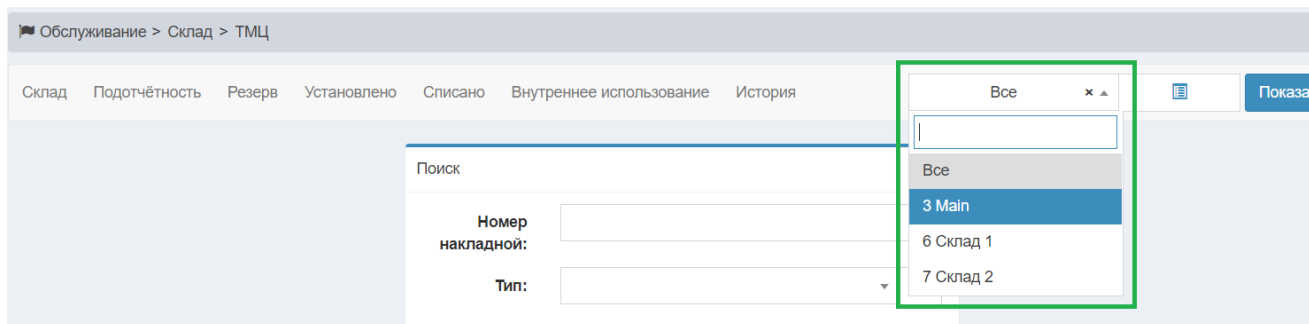 Обслуживание > Склад > ТМЦ
Склад Подотчётность Резерв Установлено Списано Внутреннее использование История Все × Показа
Все
Поиск
3 Main
Номер накладной:
6 Склад 1
7 Склад 2
Тип: